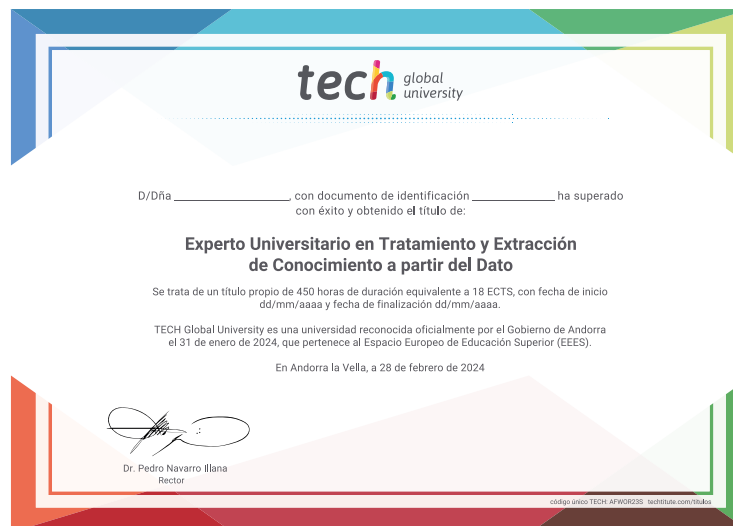 tech global university
D/Dña ____________________, con documento de identificación ______________ ha superado
con éxito y obtenido el título de:
Experto Universitario en Tratamiento y Extracción
de Conocimiento a partir del Dato
Se trata de un título propio de 450 horas de duración equivalente a 18 ECTS, con fecha de inicio
dd/mm/aaaa y fecha de finalización dd/mm/aaaa.
TECH Global University es una universidad reconocida oficialmente por el Gobierno de Andorra
el 31 de enero de 2024, que pertenece al Espacio Europeo de Educación Superior (EEES).
En Andorra la Vella, a 28 de febrero de 2024
Dr. Pedro Navarro Illana
Rector
código único TECH: AFWOR23S techtitute.com/titulos